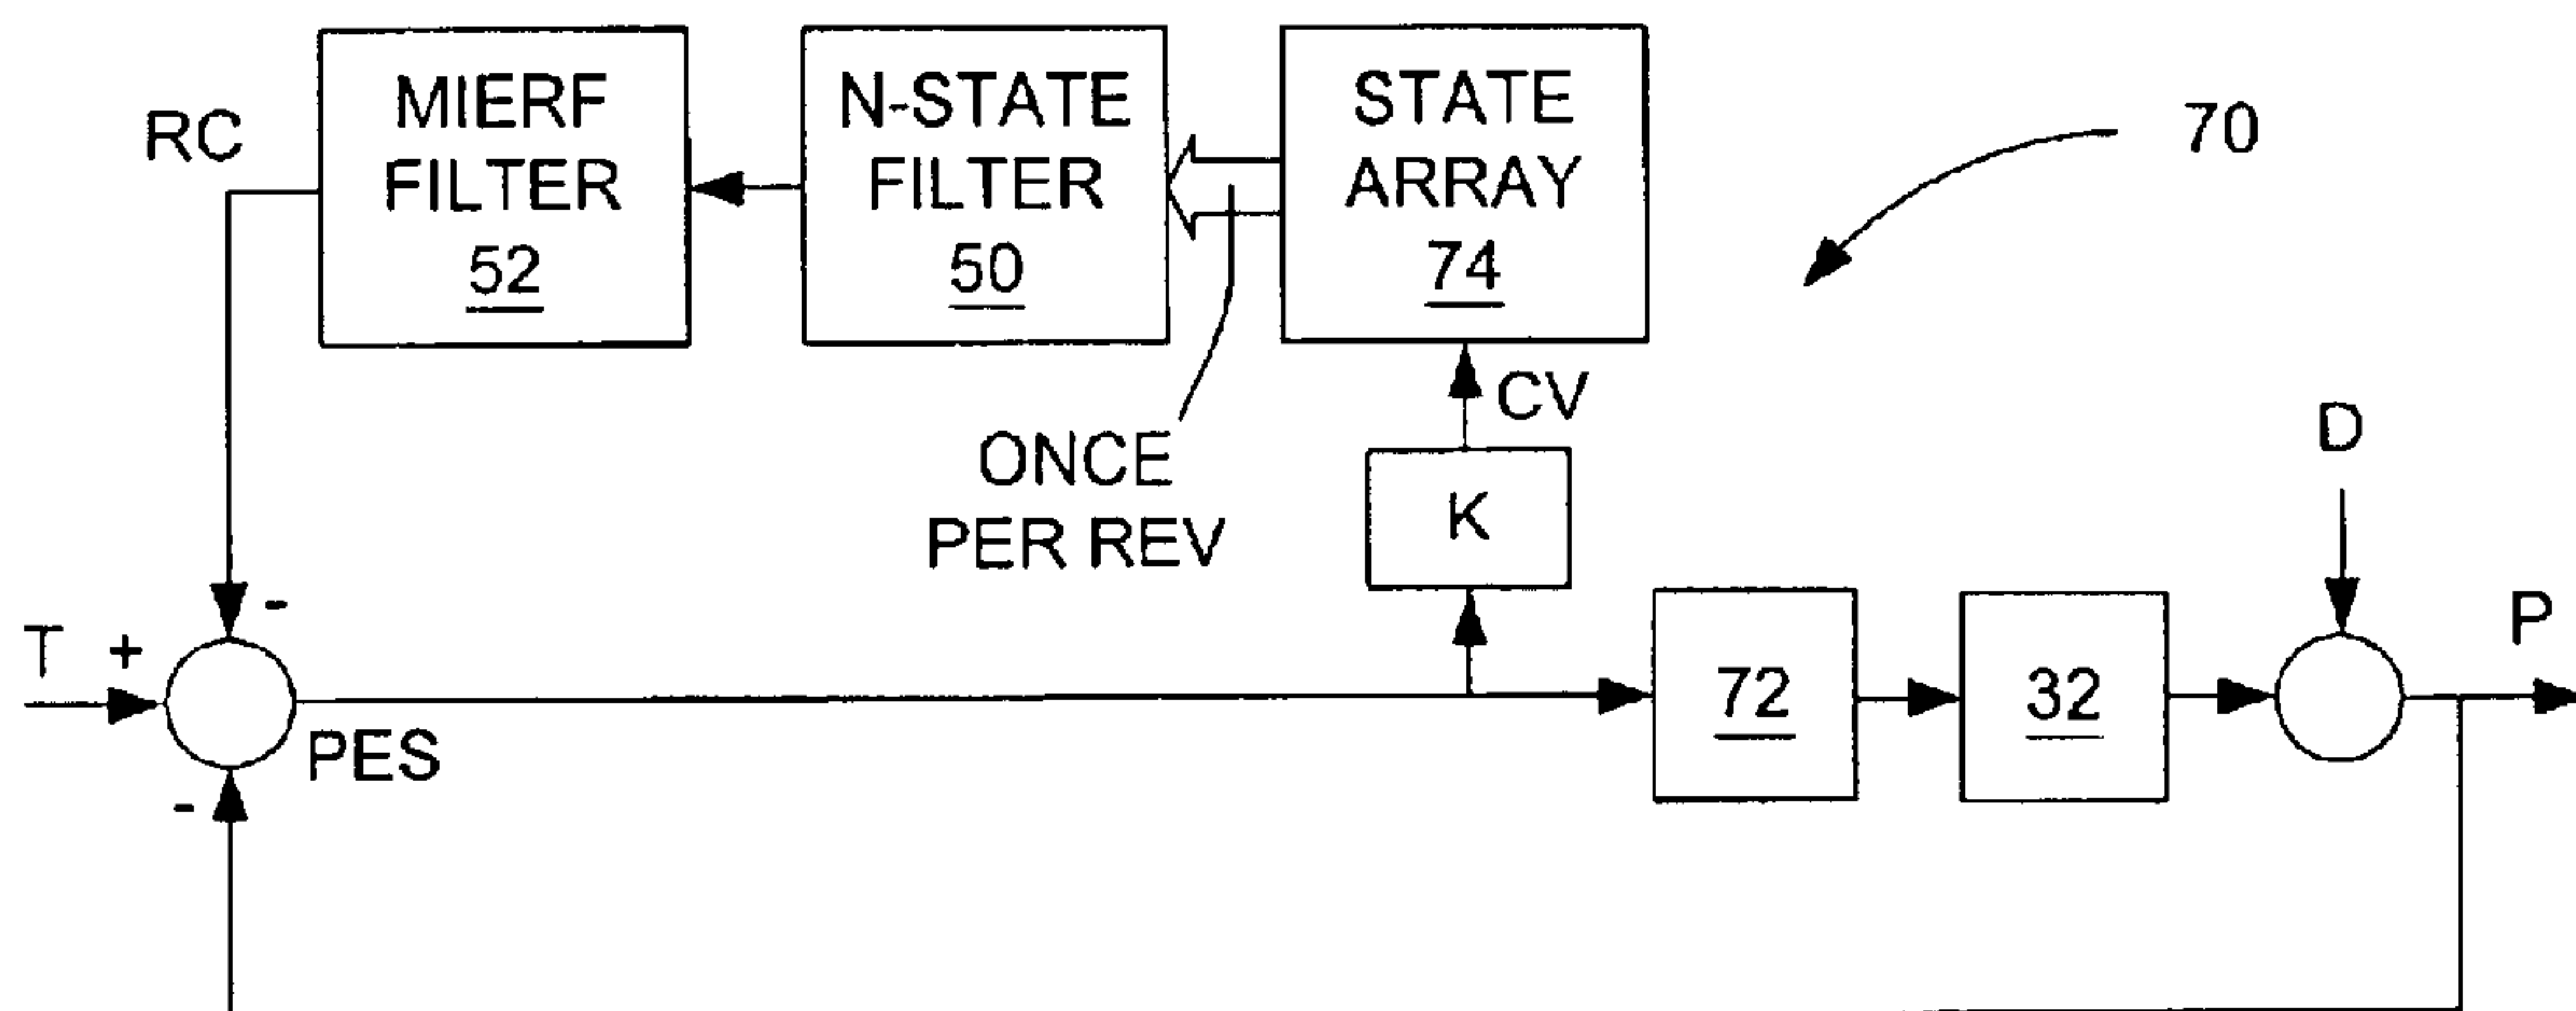 MIERF
FILTER
52
N-STATE
FILTER
50
STATE
ARRAY
74
70
RC
CV
ONCE
PER REV
K
D
T
+
-
-
PES
72
32
P